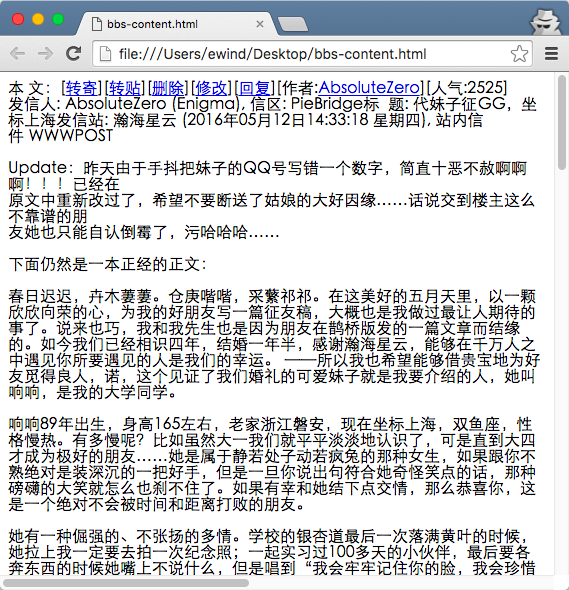 bbs-content.html
file:///Users/ewind/Desktop/bbs-content.html
本 文：[转寄][转贴][删除][修改][回复][作者:AbsoluteZero][人气:2525]
发信人: AbsoluteZero (Enigma), 信区: PieBridge标  题: 代妹子征GG，坐
标上海发信站: 瀚海星云 (2016年05月12日14:33:18 星期四), 站内信
件 WWWPOST
Update：昨天由于手抖把妹子的QQ号写错一个数字，简直十恶不赦啊啊
啊！！！已经在
原文中重新改过了，希望不要断送了姑娘的大好因缘……话说交到楼主这么
不靠谱的朋
友她也只能自认倒霉了，污哈哈哈……
下面仍然是一本正经的正文：
春日迟迟，卉木萋萋。仓庚喈喈，采蘩祁祁。在这美好的五月天里，以一颗
欣欣向荣的心，为我的好朋友写一篇征友稿，大概也是我做过最让人期待的
事了。说来也巧，我和我先生也是因为朋友在鹊桥版发的一篇文章而结缘
的。如今我们已经相识四年，结婚一年半，感谢瀚海星云，能够在千万人之
中遇见你所要遇见的人是我们的幸运。 ——所以我也希望能够借贵宝地为好
友觅得良人，诺，这个见证了我们婚礼的可爱妹子就是我要介绍的人，她叫
响响，是我的大学同学。
响响89年出生，身高165左右，老家浙江磐安，现在坐标上海，双鱼座，性
格慢热。有多慢呢？比如虽然大一我们就平平淡淡地认识了，可是直到大四
才成为极好的朋友……她是属于静若处子动若疯兔的那种女生，如果跟你不
熟绝对是装深沉的一把好手，但是一旦你说出句符合她奇怪笑点的话，那种
磅礴的大笑就怎么也刹不住了。如果有幸和她结下点交情，那么恭喜你，这
是一个绝对不会被时间和距离打败的朋友。
她有一种倔强的、不张扬的多情。学校的银杏道最后一次落满黄叶的时候，
她拉上我一定要去拍一次纪念照；一起实习过100多天的小伙伴，最后要各
奔东西的时候她嘴上不说什么，但是唱到“我会牢牢记住你的脸，我会珍惜